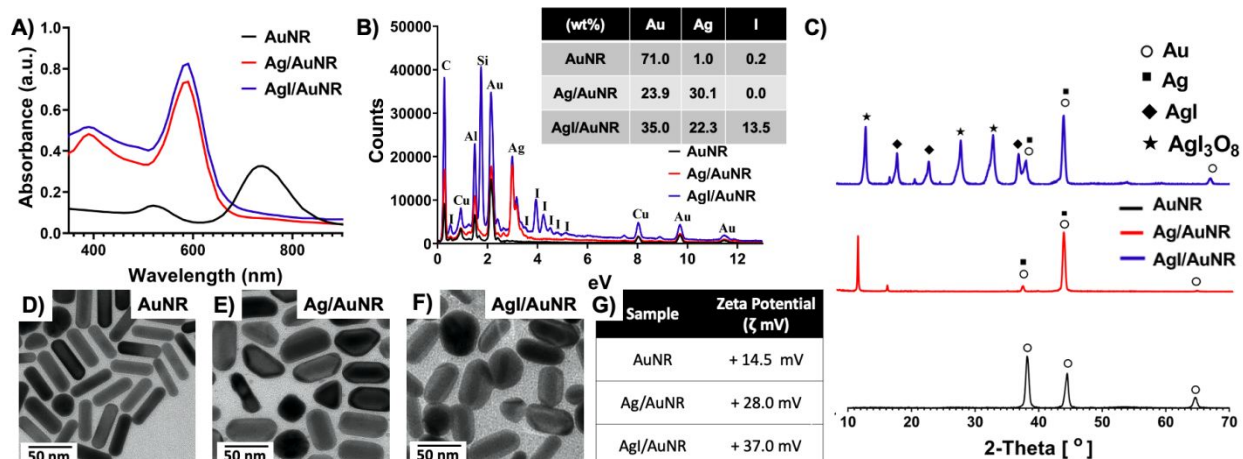 A)
Absorbance (a.u.)
1.0
0.8
0.6
0.4
0.2
0.0
400 600 800
Wavelength (nm)
AuNR
Ag/AuNR
AgI/AuNR
B)
Counts
50000
40000
30000
20000
10000
0
0 2 4 6 8 10 12
eV
C Si Au Al Ag Cu I I I I I I I Cu Au Au
(wt%) Au Ag I
AuNR 71.0 1.0 0.2
Ag/AuNR 23.9 30.1 0.0
AgI/AuNR 35.0 22.3 13.5
AuNR
Ag/AuNR
AgI/AuNR
C)
Au
Ag
AgI
AgI₃O₈
AuNR
Ag/AuNR
AgI/AuNR
10 20 30 40 50 60 70
2-Theta [ ° ]
D) AuNR
50 nm
E) Ag/AuNR
50 nm
F) AgI/AuNR
50 nm
G)
Sample Zeta Potential
(ζ mV)
AuNR + 14.5 mV
Ag/AuNR + 28.0 mV
AgI/AuNR + 37.0 mV